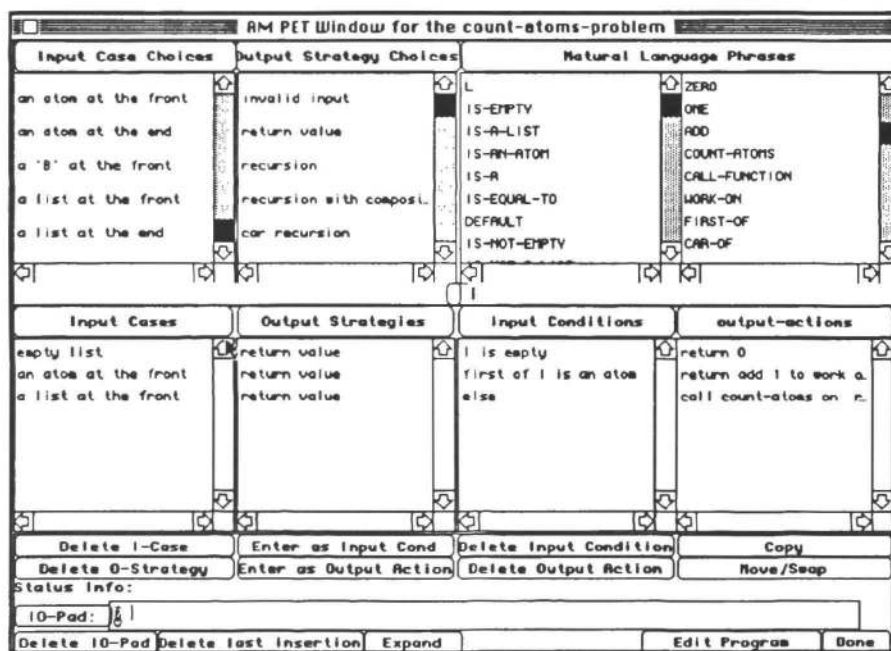 AM PET Window for the count-atoms-problem
Input Case Choices
Output Strategy Choices
Natural Language Phrases
an atom at the front
an atom at the end
a 'B' at the front
a list at the front
a list at the end
invalid input
return value
recursion
recursion with composi…
car recursion
L
IS-EMPTY
IS-A-LIST
IS-AN-ATOM
IS-A
IS-EQUAL-TO
DEFAULT
IS-NOT-EMPTY
ZERO
ONE
ADD
COUNT-ATOMS
CALL-FUNCTION
WORK-ON
FIRST-OF
CAR-OF
Input Cases
Output Strategies
Input Conditions
output-actions
empty list
an atom at the front
a list at the front
return value
return value
return value
l is empty
first of l is an atom
else
return 0
return add 1 to work o…
call count-atoms on r…
Delete I-Case
Enter as Input Cond
Delete Input Condition
Copy
Delete O-Strategy
Enter as Output Action
Delete Output Action
Move/Swap
Status Info:
IO-Pad:
Delete IO-Pad
Delete last insertion
Expand
Edit Program
Done